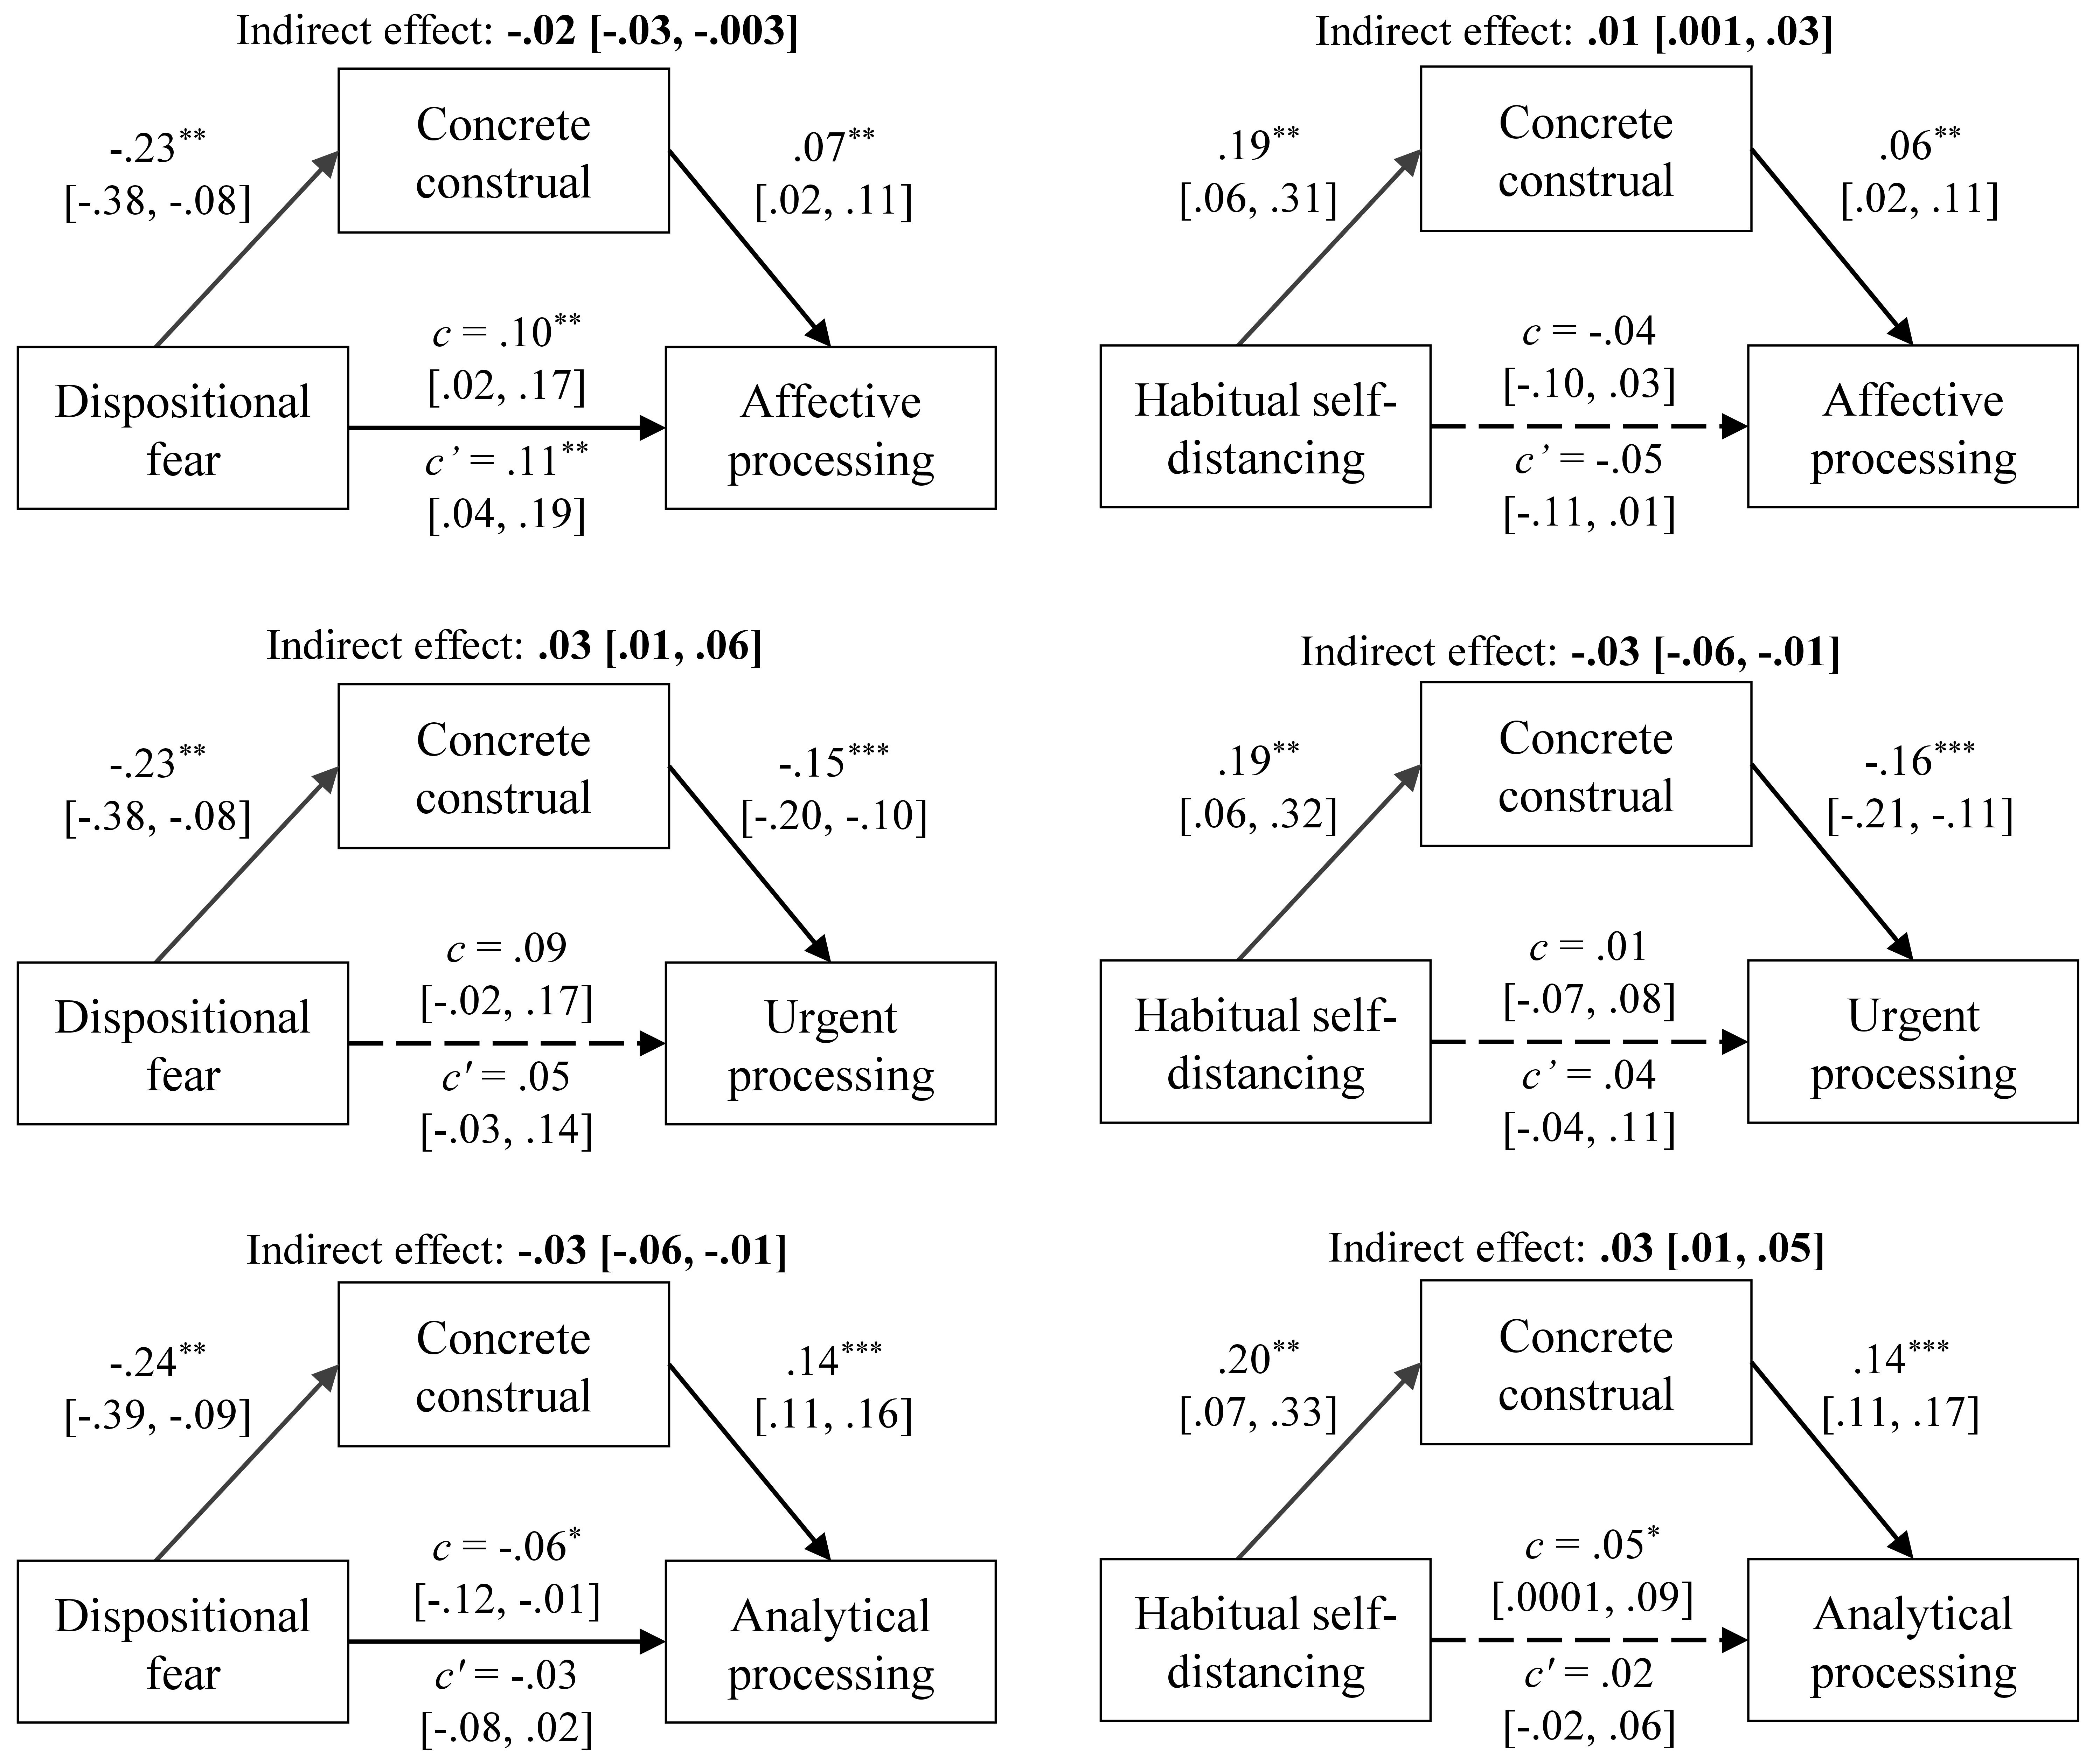 Indirect effect: -.02 [-.03, -.003]
Concrete
construal
-.23**
[-.38, -.08]
.07**
[.02, .11]
c = .10**
[.02, .17]
Dispositional
fear
c’ = .11**
[.04, .19]
Affective
processing
Indirect effect: .01 [.001, .03]
Concrete
construal
.19**
[.06, .31]
.06**
[.02, .11]
c = -.04
[-.10, .03]
Habitual self-
distancing
c’ = -.05
[-.11, .01]
Affective
processing
Indirect effect: .03 [.01, .06]
Concrete
construal
-.23**
[-.38, -.08]
-.15***
[-.20, -.10]
c = .09
[-.02, .17]
Dispositional
fear
c' = .05
[-.03, .14]
Urgent
processing
Indirect effect: -.03 [-.06, -.01]
Concrete
construal
.19**
[.06, .32]
-.16***
[-.21, -.11]
c = .01
[-.07, .08]
Habitual self-
distancing
c’ = .04
[-.04, .11]
Urgent
processing
Indirect effect: -.03 [-.06, -.01]
Concrete
construal
-.24**
[-.39, -.09]
.14***
[.11, .16]
c = -.06*
[-.12, -.01]
Dispositional
fear
c' = -.03
[-.08, .02]
Analytical
processing
Indirect effect: .03 [.01, .05]
Concrete
construal
.20**
[.07, .33]
.14***
[.11, .17]
c = .05*
[.0001, .09]
Habitual self-
distancing
c' = .02
[-.02, .06]
Analytical
processing